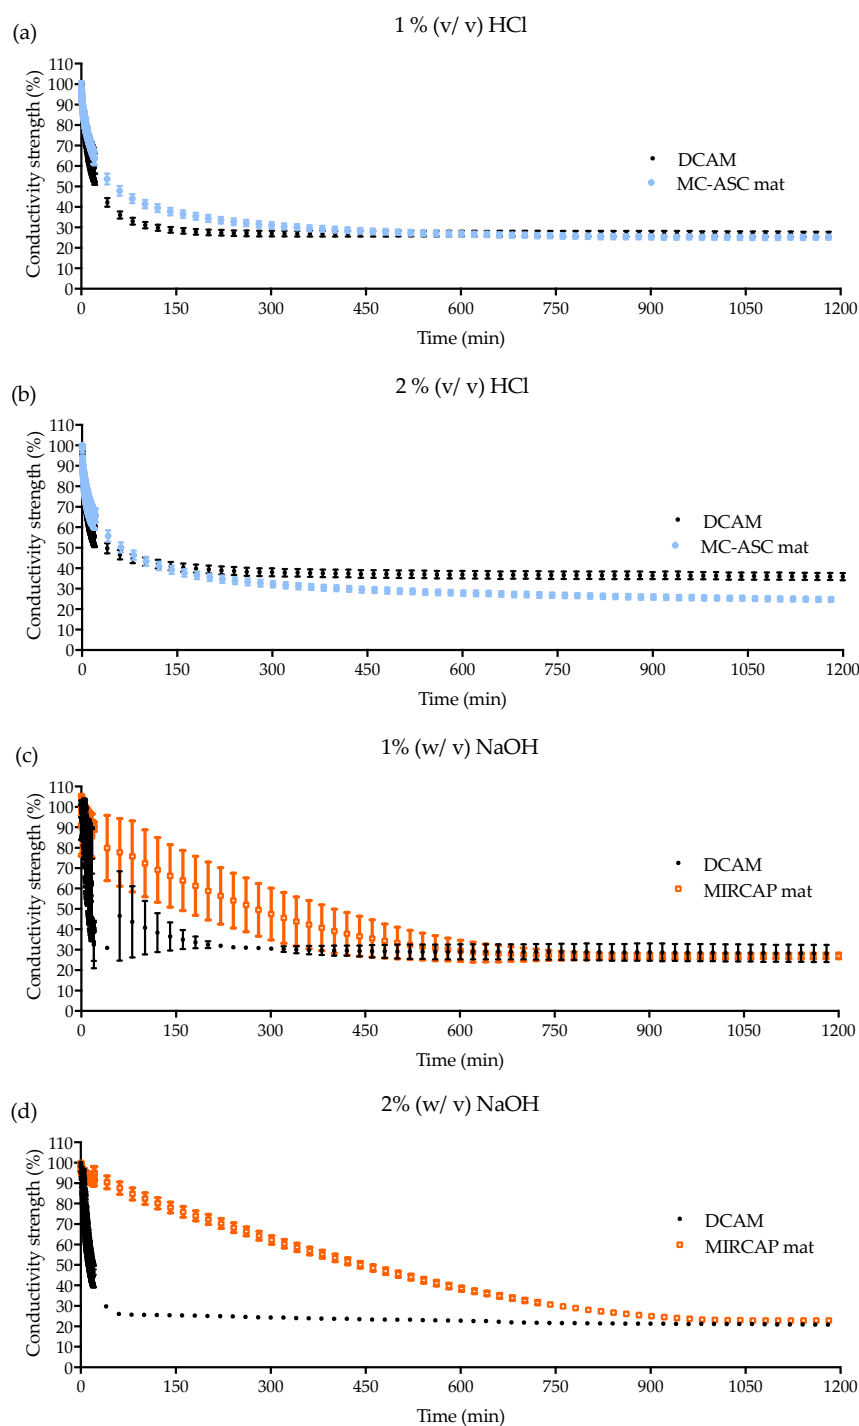 (a)
1 % (v/ v) HCl
Conductivity strength (%)
110
100
90
80
70
60
50
40
30
20
10
0
DCAM
MC-ASC mat
0 150 300 450 600 750 900 1050 1200
Time (min)
(b)
2 % (v/ v) HCl
Conductivity strength (%)
110
100
90
80
70
60
50
40
30
20
10
0
DCAM
MC-ASC mat
0 150 300 450 600 750 900 1050 1200
Time (min)
(c)
1% (w/ v) NaOH
Conductivity strength (%)
110
100
90
80
70
60
50
40
30
20
10
0
DCAM
MIRCAP mat
0 150 300 450 600 750 900 1050 1200
Time (min)
(d)
2% (w/ v) NaOH
Conductivity strength (%)
110
100
90
80
70
60
50
40
30
20
10
0
DCAM
MIRCAP mat
0 150 300 450 600 750 900 1050 1200
Time (min)